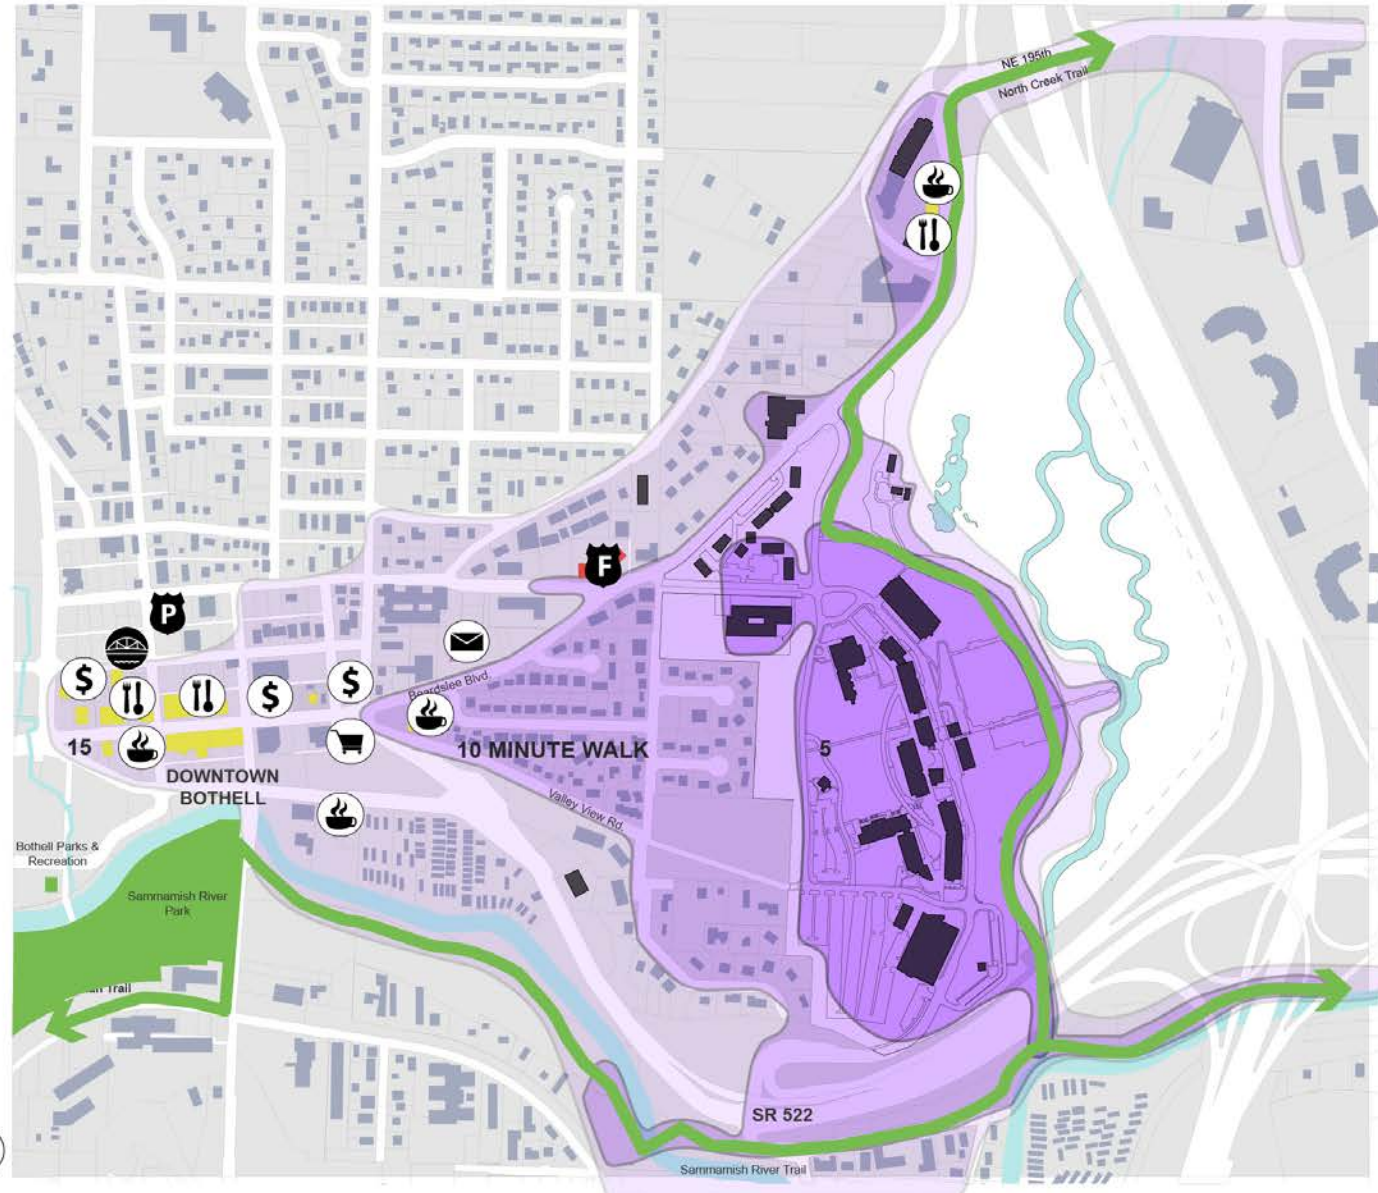 NE 195th
North Creek Trail
F
P
$
$
$
Beardslee Blvd.
15
10 MINUTE WALK
5
DOWNTOWN
BOTHELL
Valley View Rd.
Bothell Parks &
Recreation
Sammamish River
Park
Trail
SR 522
Sammamish River Trail